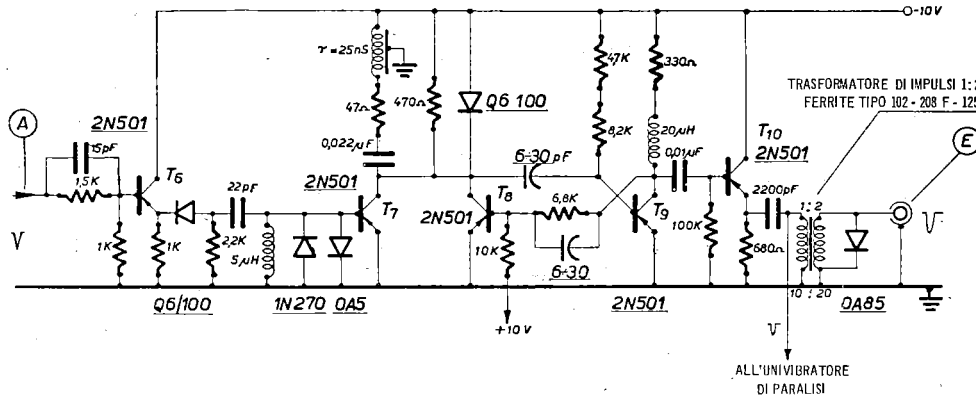 -10V
τ=25nS
47Ω
470Ω
Q6 100
4,7K
330Ω
TRASFORMATORE DI IMPULSI 1:2
FERRITE TIPO 102-208 F-125
A
2N501
15pF
1,5K
T6
0,022µF
8,2K
20µH
T10
2N501
E
22pF
2N501
T7
6÷30 pF
0,01µF
2200pF
1:2
V
1K
1K
2,2K
5µH
2N501
T8
6,8K
T9
10K
6÷30
100K
680Ω
10:20
V
Q6/100
1N270
OA5
2N501
OA85
+10V
V
ALL'UNIVIBRATORE
DI PARALISI